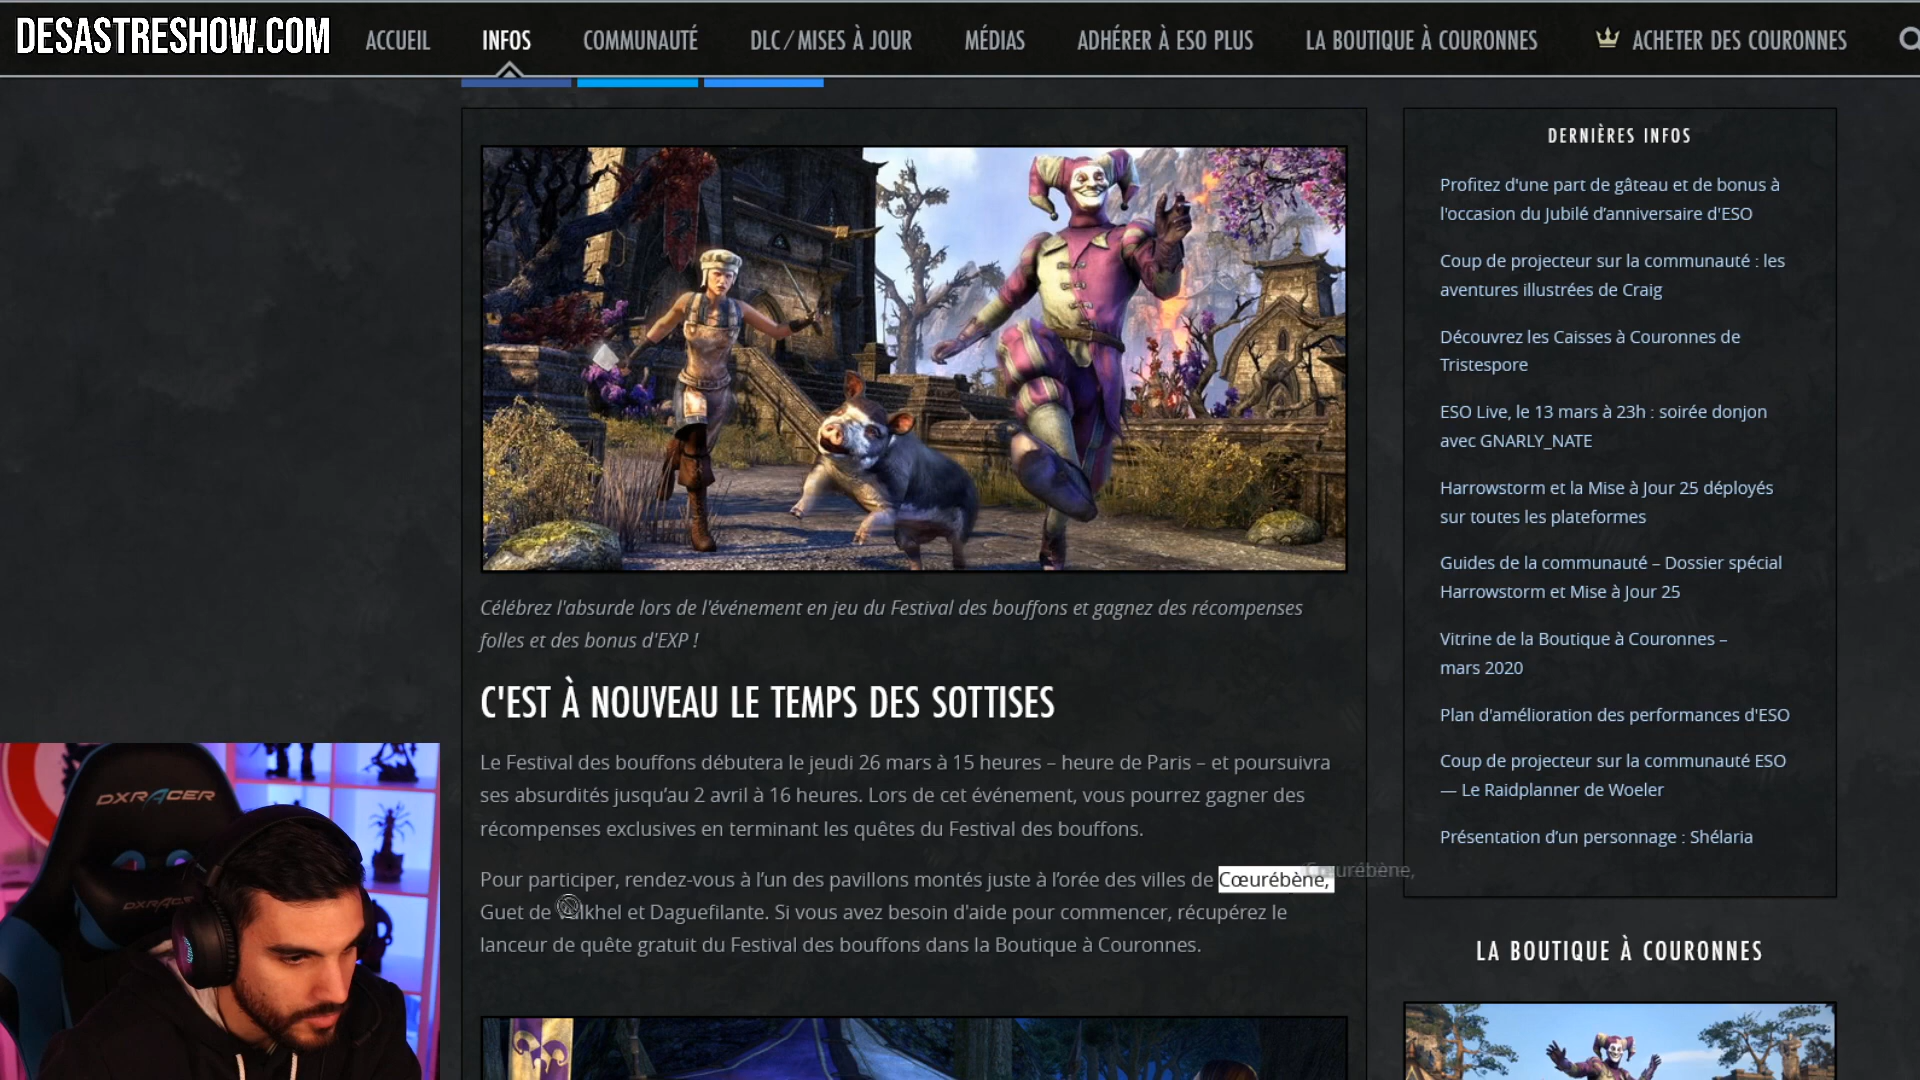 DESASTRESHOW.COM
ACCUEIL
INFOS
COMMUNAUTÉ
DLC / MISES À JOUR
MÉDIAS
ADHÉRER À ESO PLUS
LA BOUTIQUE À COURONNES
ACHETER DES COURONNES
Célébrez l'absurde lors de l'événement en jeu du Festival des bouffons et gagnez des récompenses
folles et des bonus d'EXP !
C'EST À NOUVEAU LE TEMPS DES SOTTISES
Le Festival des bouffons débutera le jeudi 26 mars à 15 heures – heure de Paris – et poursuivra
ses absurdités jusqu’au 2 avril à 16 heures. Lors de cet événement, vous pourrez gagner des
récompenses exclusives en terminant les quêtes du Festival des bouffons.
Pour participer, rendez-vous à l’un des pavillons montés juste à l’orée des villes de Cœurébène,
Guet de et Daguefilante. Si vous avez besoin d'aide pour commencer, récupérez le
lanceur de quête gratuit du Festival des bouffons dans la Boutique à Couronnes.
Cœurébène,
DERNIÈRES INFOS
Profitez d'une part de gâteau et de bonus à
l'occasion du Jubilé d’anniversaire d'ESO
Coup de projecteur sur la communauté : les
aventures illustrées de Craig
Découvrez les Caisses à Couronnes de
Tristespore
ESO Live, le 13 mars à 23h : soirée donjon
avec GNARLY_NATE
Harrowstorm et la Mise à Jour 25 déployés
sur toutes les plateformes
Guides de la communauté – Dossier spécial
Harrowstorm et Mise à Jour 25
Vitrine de la Boutique à Couronnes –
mars 2020
Plan d'amélioration des performances d'ESO
Coup de projecteur sur la communauté ESO
— Le Raidplanner de Woeler
Présentation d’un personnage : Shélaria
LA BOUTIQUE À COURONNES
DXRACER
DXRACER